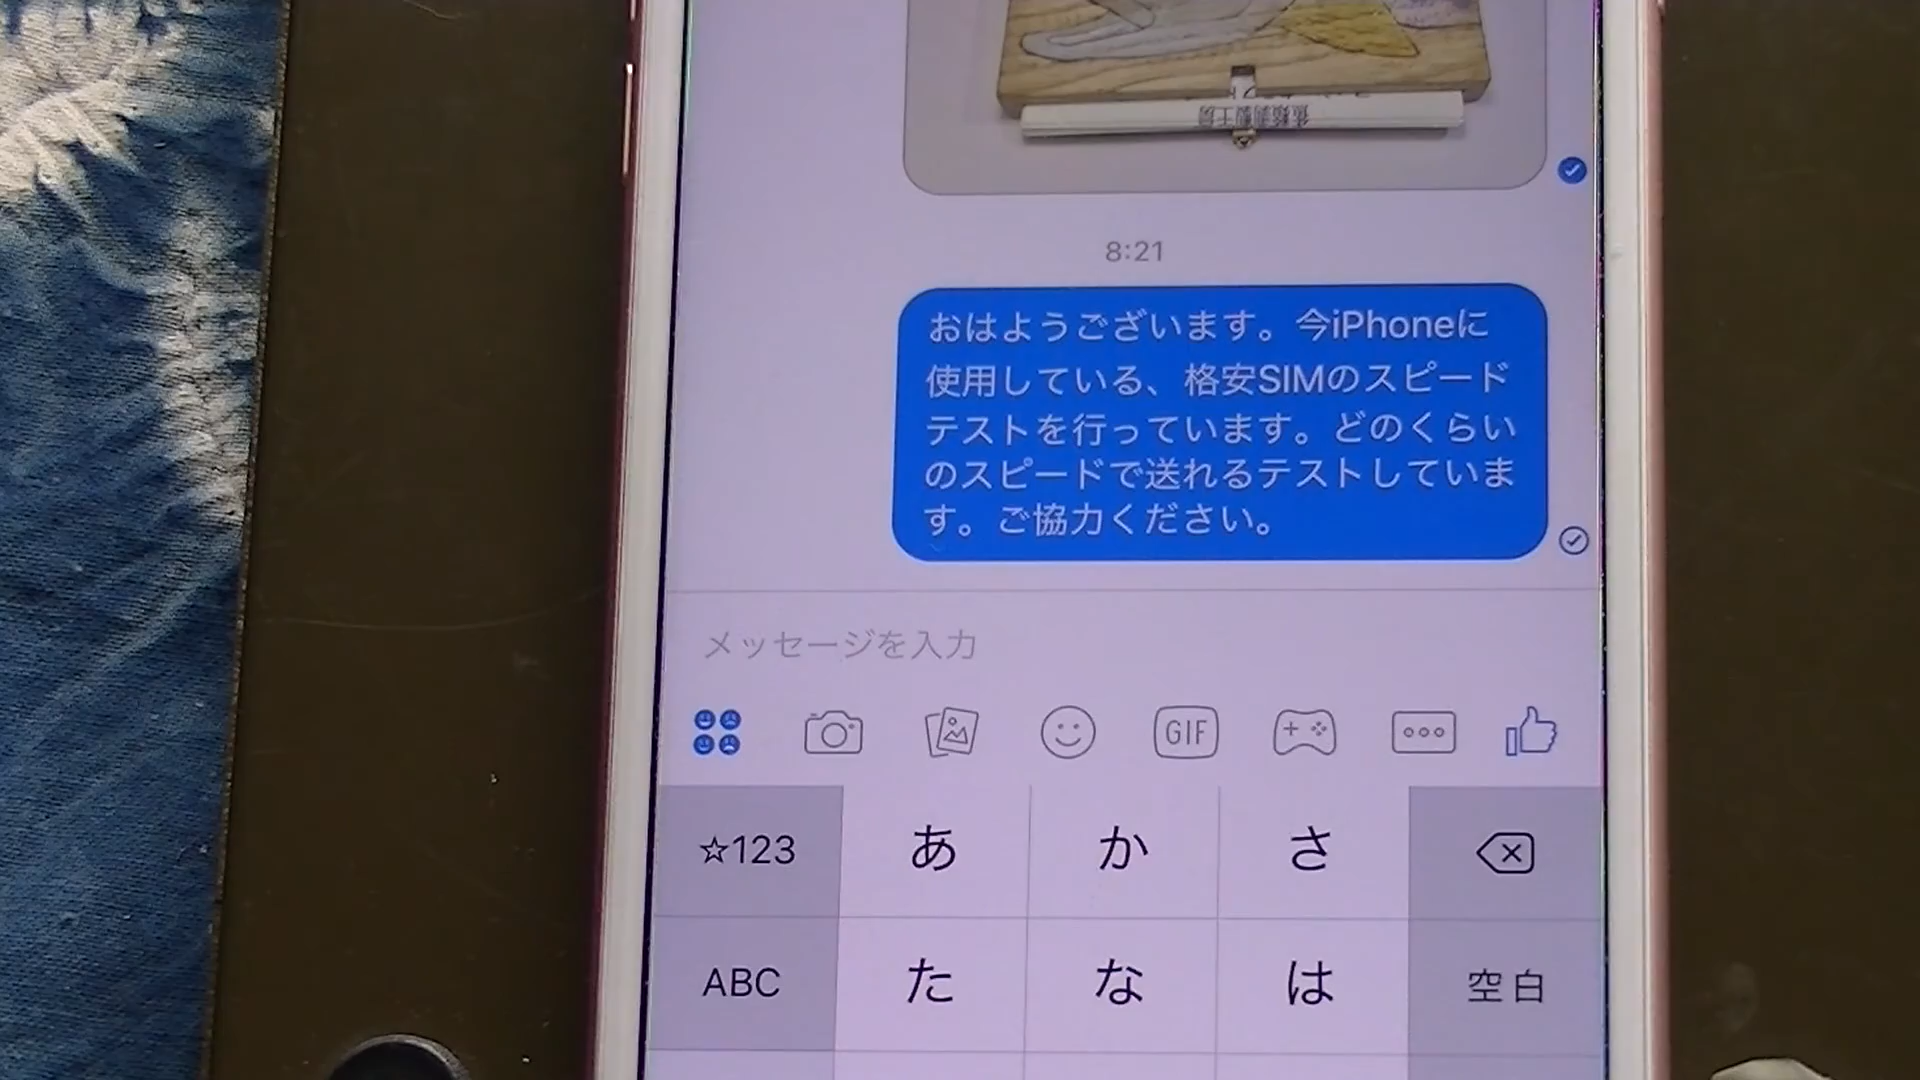 8:21
おはようございます。今iPhoneに
使用している、格安SIMのスピード
テストを行っています。どのくらい
のスピードで送れるテストしていま
す。ご協力ください。
メッセージを入力
GIF
☆123 あ か さ
ABC た な は 空白